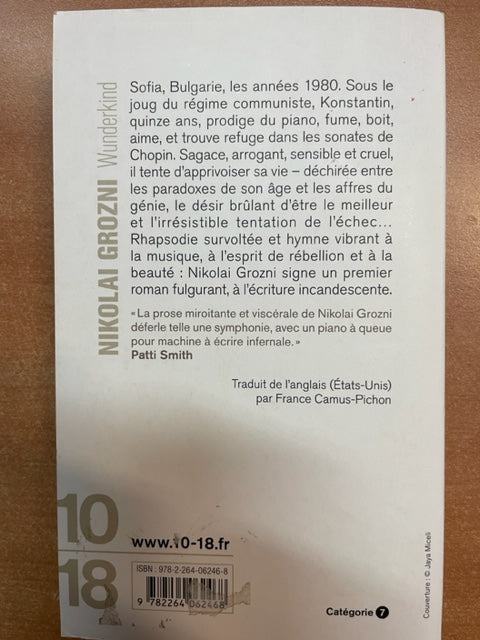 NIKOLAI GROZNI Wunderkind
Sofia, Bulgarie, les années 1980. Sous le
joug du régime communiste, Konstantin,
quinze ans, prodige du piano, fume, boit,
aime, et trouve refuge dans les sonates de
Chopin. Sagace, arrogant, sensible et cruel,
il tente d'apprivoiser sa vie – déchirée entre
les paradoxes de son âge et les affres du
génie, le désir brûlant d'être le meilleur
et l'irrésistible tentation de l'échec...
Rhapsodie survoltée et hymne vibrant à
la musique, à l'esprit de rébellion et à la
beauté : Nikolai Grozni signe un premier
roman fulgurant, à l'écriture incandescente.
« La prose miroitante et viscérale de Nikolai Grozni
déferle telle une symphonie, avec un piano à queue
pour machine à écrire infernale. »
Patti Smith
Traduit de l'anglais (États-Unis)
par France Camus-Pichon
10
18
www.10-18.fr
ISBN : 978-2-264-06246-8
9 782264 062468
Catégorie 7
Couverture : © Jaya Miceli